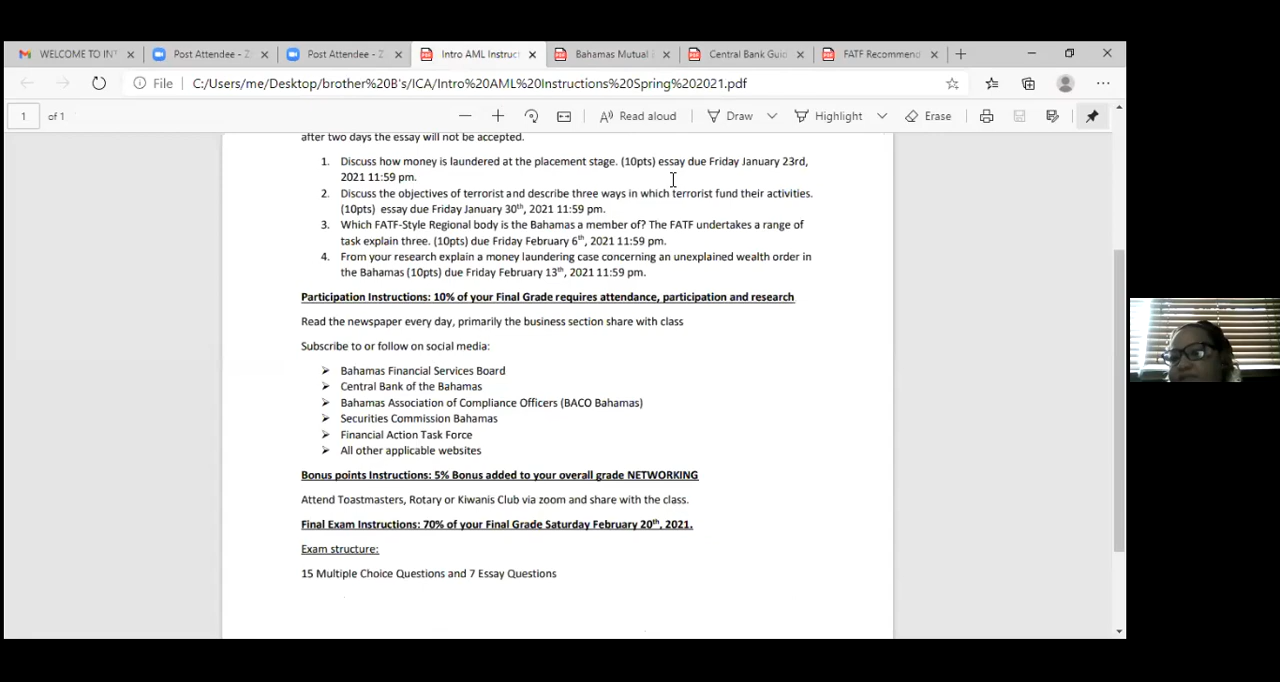 WELCOME TO INT
Post Attendee - Z
Post Attendee - Z
Intro AML Instruct
Bahamas Mutual
Central Bank Guid
FATF Recommend
File
C:/Users/me/Desktop/brother%20B's/ICA/Intro%20AML%20Instructions%20Spring%202021.pdf
1 of 1
Read aloud
Draw
Highlight
Erase
after two days the essay will not be accepted.
1. Discuss how money is laundered at the placement stage. (10pts) essay due Friday January 23rd,
2021 11:59 pm.
2. Discuss the objectives of terrorist and describe three ways in which terrorist fund their activities.
(10pts) essay due Friday January 30th, 2021 11:59 pm.
3. Which FATF-Style Regional body is the Bahamas a member of? The FATF undertakes a range of
task explain three. (10pts) due Friday February 6th, 2021 11:59 pm.
4. From your research explain a money laundering case concerning an unexplained wealth order in
the Bahamas (10pts) due Friday February 13th, 2021 11:59 pm.
Participation Instructions: 10% of your Final Grade requires attendance, participation and research
Read the newspaper every day, primarily the business section share with class
Subscribe to or follow on social media:
Bahamas Financial Services Board
Central Bank of the Bahamas
Bahamas Association of Compliance Officers (BACO Bahamas)
Securities Commission Bahamas
Financial Action Task Force
All other applicable websites
Bonus points Instructions: 5% Bonus added to your overall grade NETWORKING
Attend Toastmasters, Rotary or Kiwanis Club via zoom and share with the class.
Final Exam Instructions: 70% of your Final Grade Saturday February 20th, 2021.
Exam structure:
15 Multiple Choice Questions and 7 Essay Questions